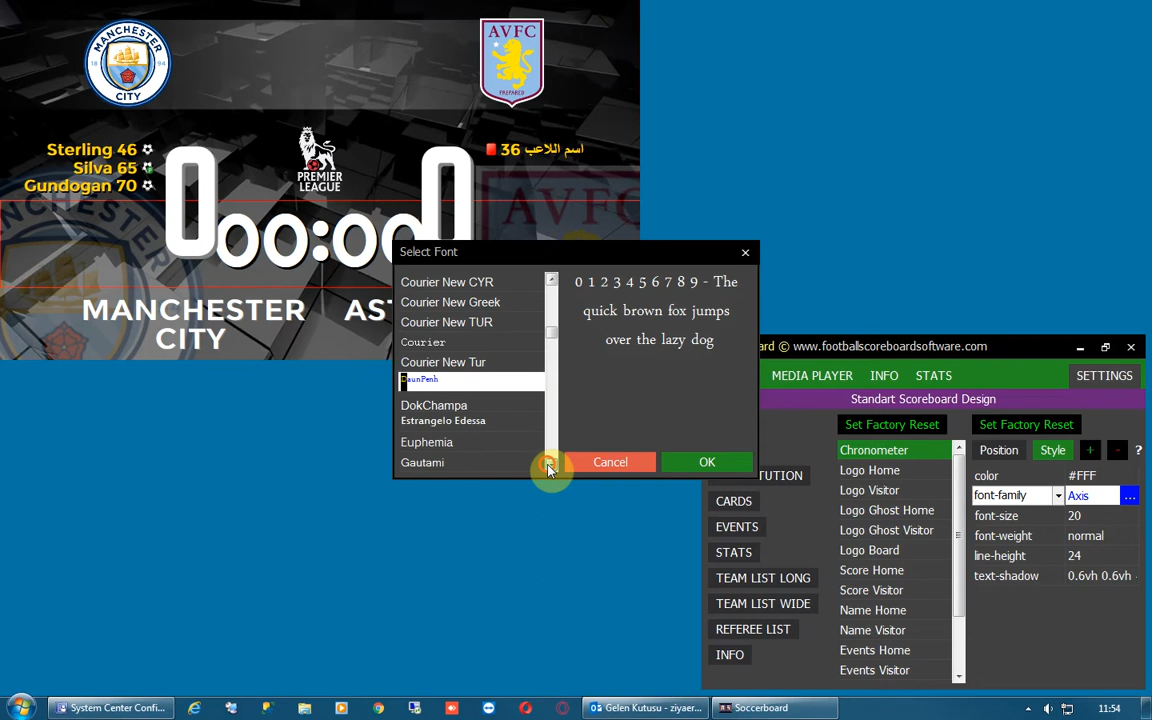 MANCHESTER
18 94
CITY
AVFC
PREPARED
Sterling 46
Silva 65
Gundogan 70
PREMIER
LEAGUE
36 اسم اللاعب
AVFC
0
00:00
0
MANCHESTER
CITY
AST
Select Font
Courier New CYR
Courier New Greek
Courier New TUR
Courier
Courier New Tur
DaunPenh
DokChampa
Estrangelo Edessa
Euphemia
Gautami
0 1 2 3 4 5 6 7 8 9 - The
quick brown fox jumps
over the lazy dog
Cancel
OK
ard © www.footballscoreboardsoftware.com
MEDIA PLAYER
INFO
STATS
SETTINGS
Standart Scoreboard Design
Set Factory Reset
Set Factory Reset
TUTION
CARDS
EVENTS
STATS
TEAM LIST LONG
TEAM LIST WIDE
REFEREE LIST
INFO
Chronometer
Logo Home
Logo Visitor
Logo Ghost Home
Logo Ghost Visitor
Logo Board
Score Home
Score Visitor
Name Home
Name Visitor
Events Home
Events Visitor
Position
Style
+
-
?
color #FFF
font-family Axis ...
font-size 20
font-weight normal
line-height 24
text-shadow 0.6vh 0.6vh
System Center Confi...
Gelen Kutusu - ziyaer...
Soccerboard
11:54